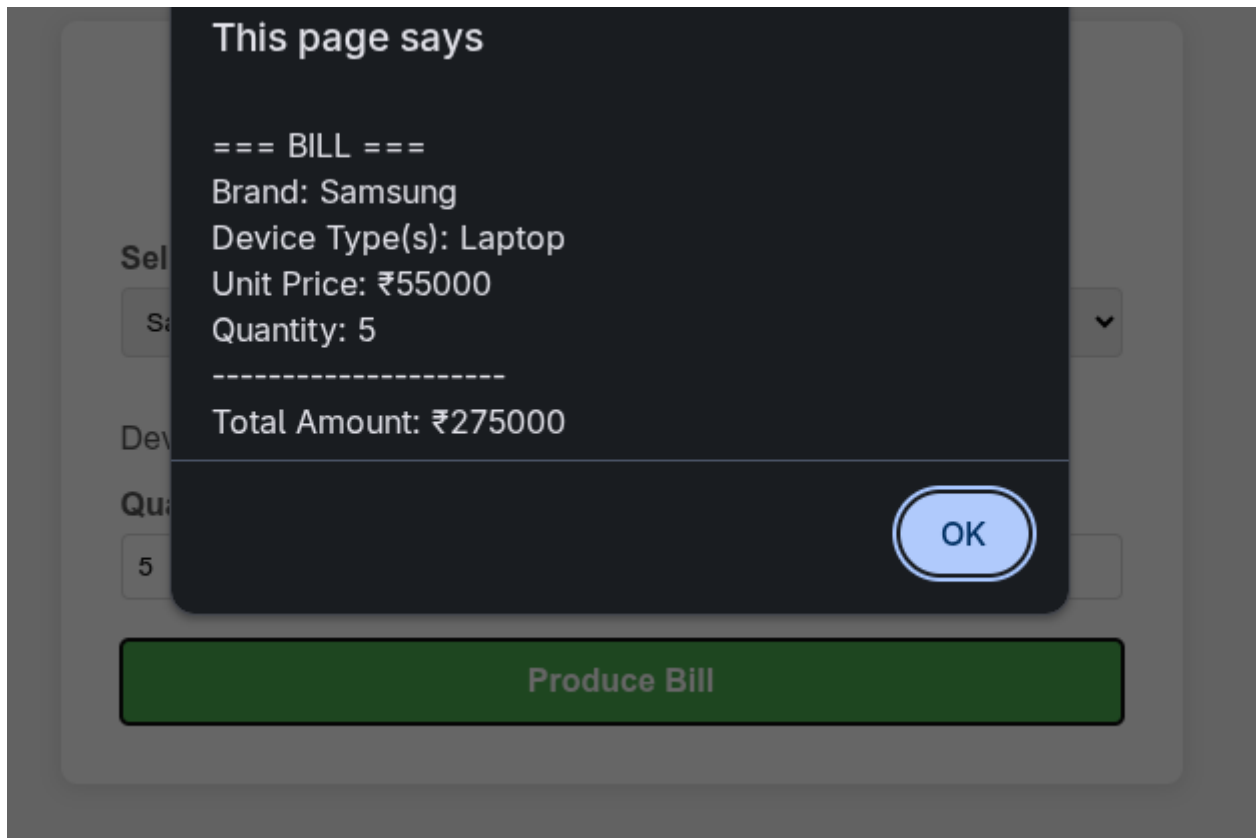 This page says
=== BILL ===
Brand: Samsung
Device Type(s): Laptop
Unit Price: ₹55000
Quantity: 5
---------------------
Total Amount: ₹275000
OK
5
Produce Bill